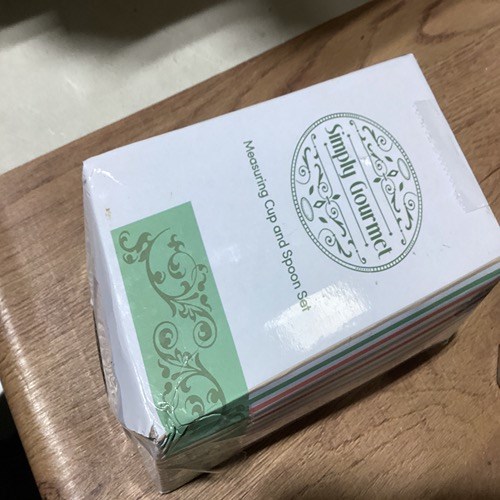 Simply Gourmet
Measuring Cup and Spoon Set